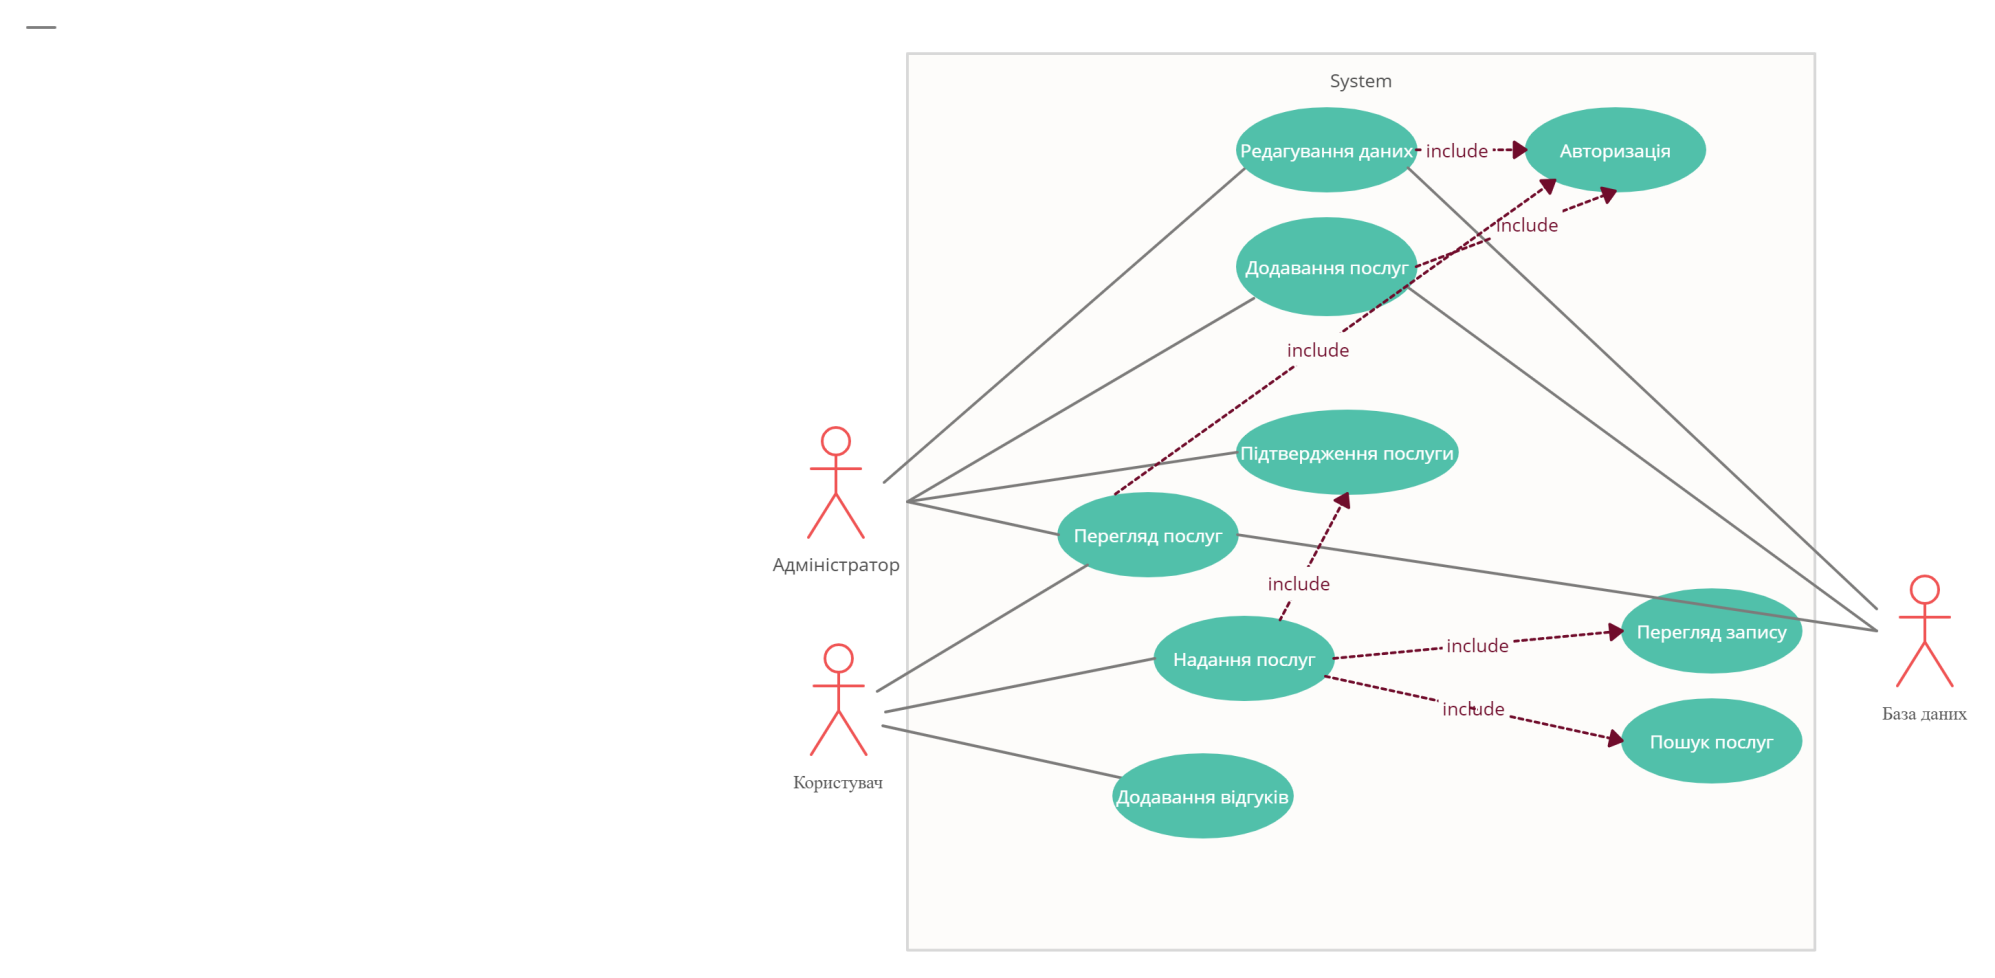 System
Редагування даних
include
Авторизація
include
Додавання послуг
include
Підтвердження послуги
Перегляд послуг
Адміністратор
include
Перегляд запису
include
Надання послуг
include
База даних
Пошук послуг
Користувач
Додавання відгуків